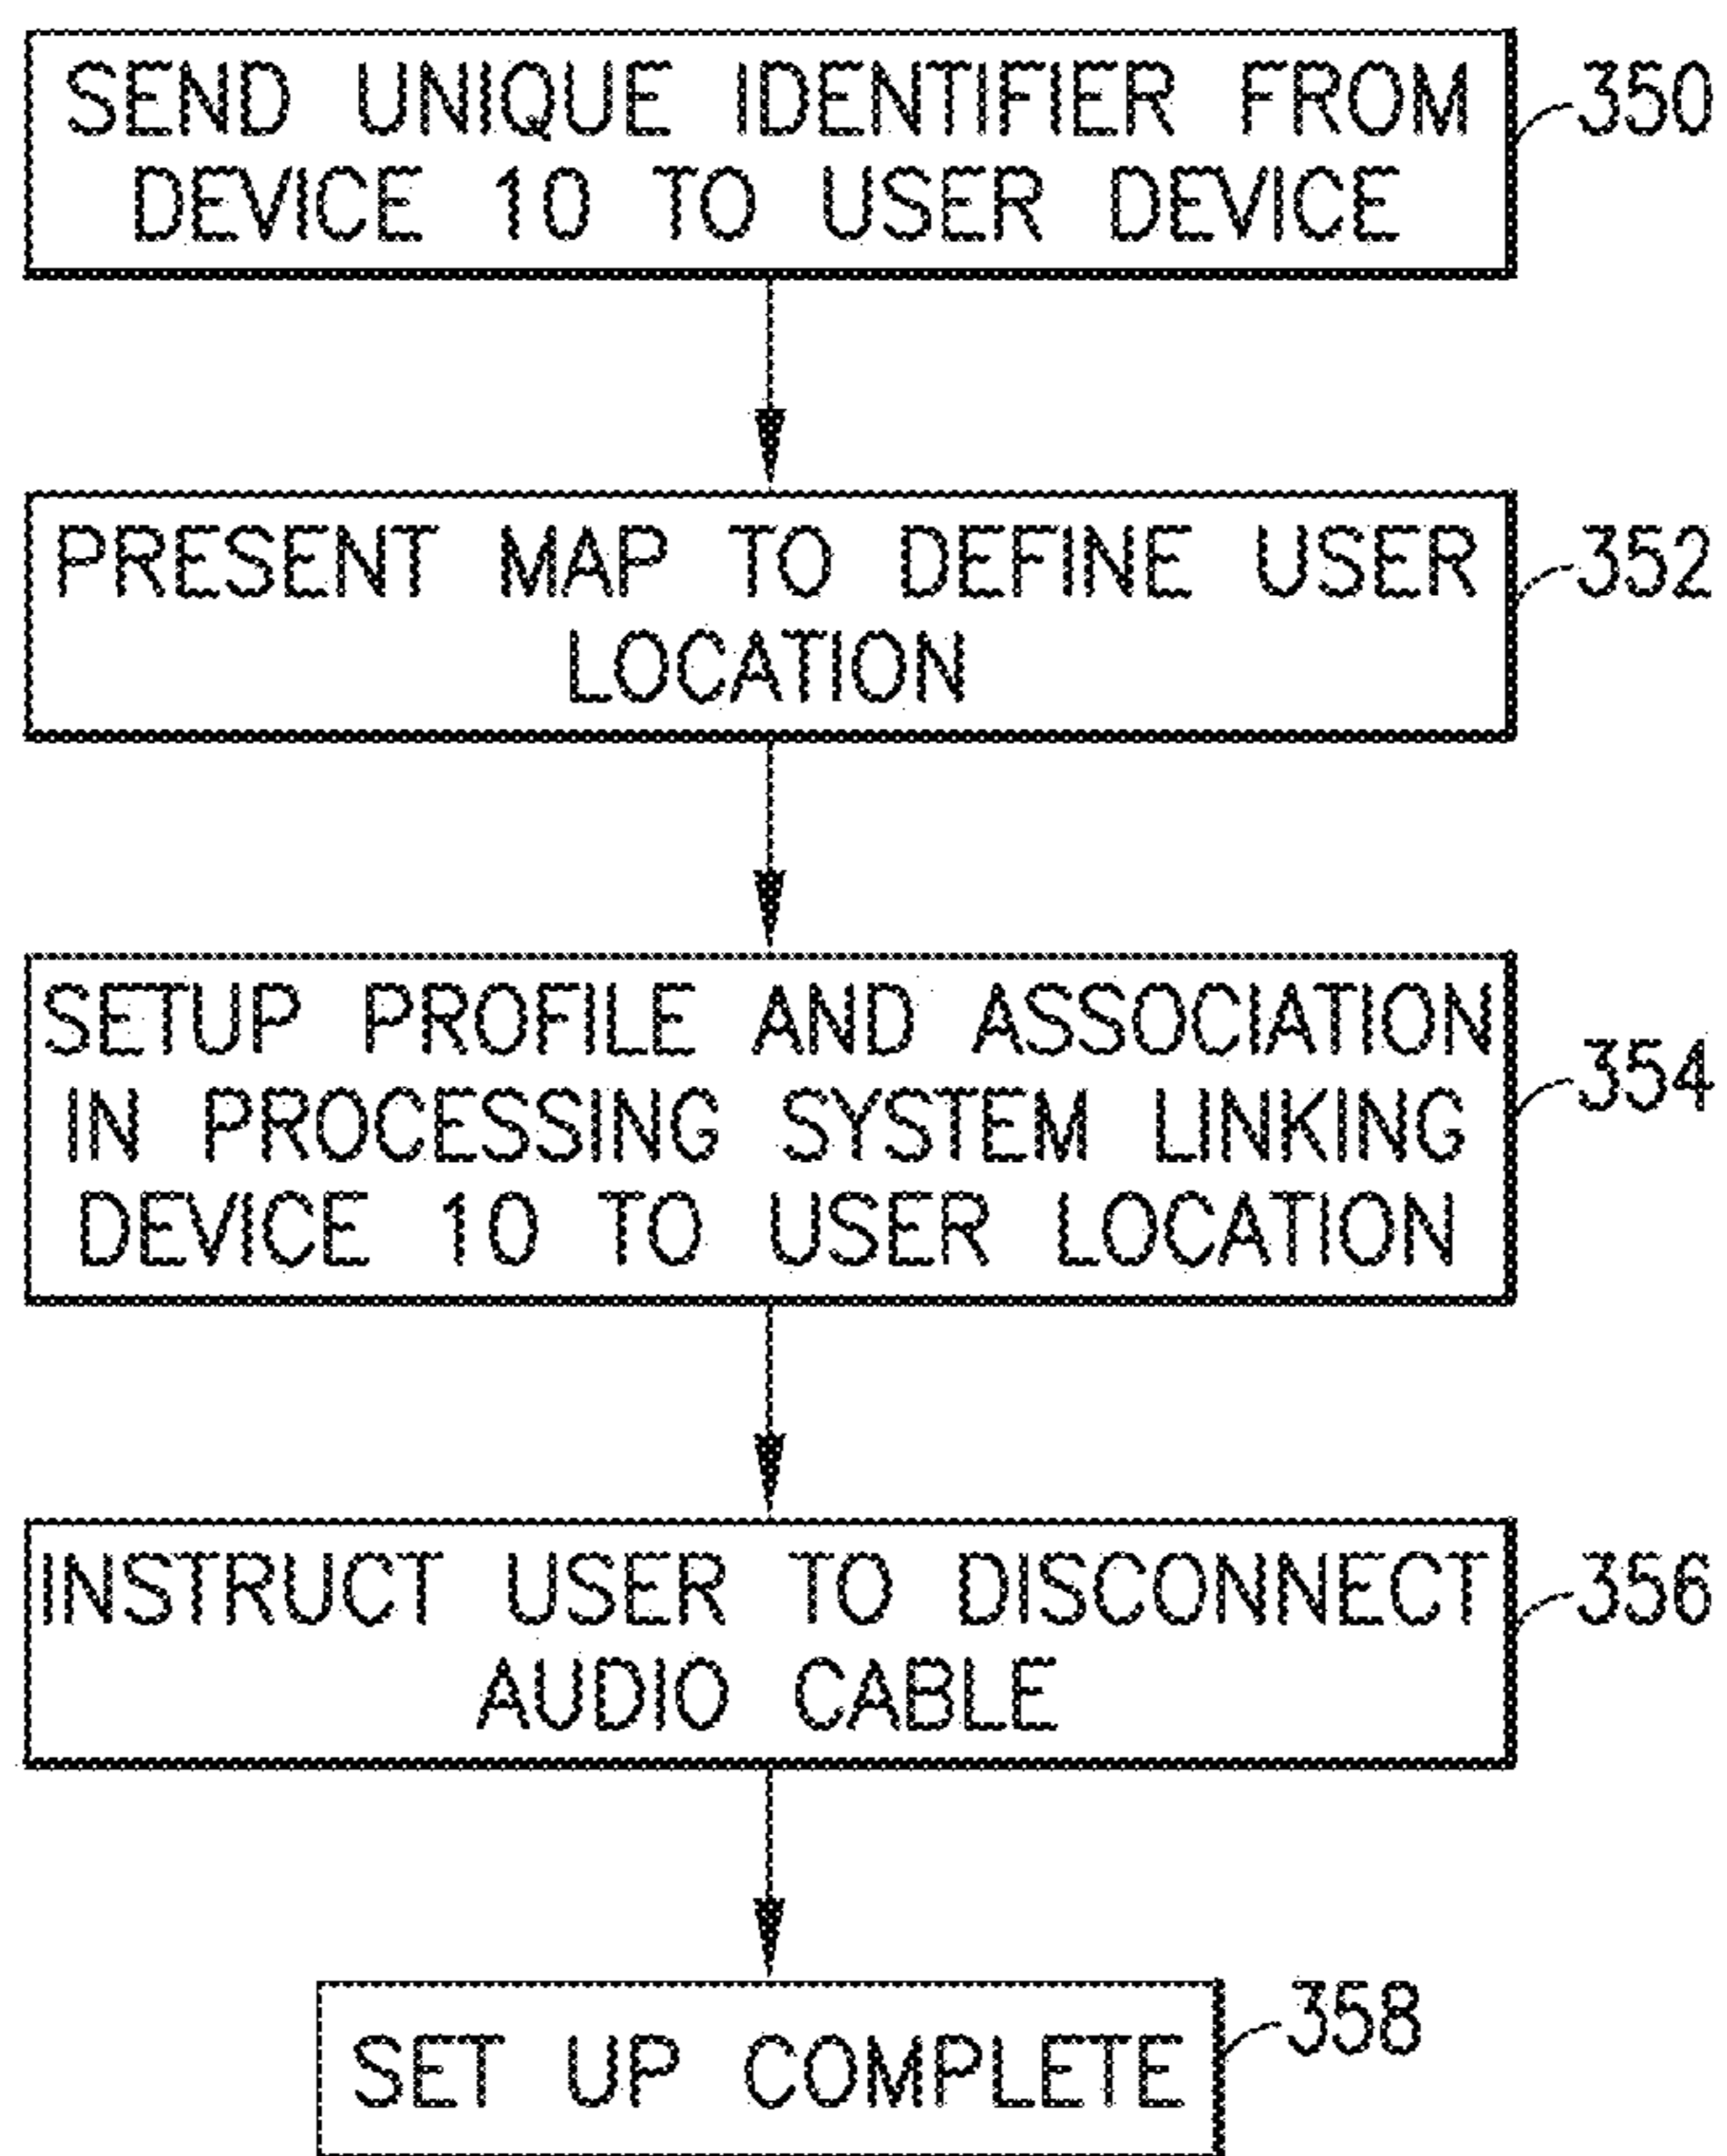 SEND UNIQUE IDENTIFIER FROM
DEVICE 10 TO USER DEVICE
350
PRESENT MAP TO DEFINE USER
LOCATION
352
SETUP PROFILE AND ASSOCIATION
IN PROCESSING SYSTEM LINKING
DEVICE 10 TO USER LOCATION
354
INSTRUCT USER TO DISCONNECT
AUDIO CABLE
356
SET UP COMPLETE
358